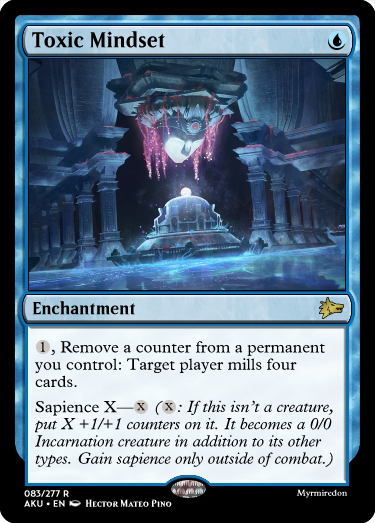 Toxic Mindset
Enchantment
1, Remove a counter from a permanent
you control: Target player mills four
cards.
Sapience X—X (X: If this isn't a creature,
put X +1/+1 counters on it. It becomes a 0/0
Incarnation creature in addition to its other
types. Gain sapience only outside of combat.)
083/277 R
Myrmiredon
AKU • EN Hector Mateo Pino